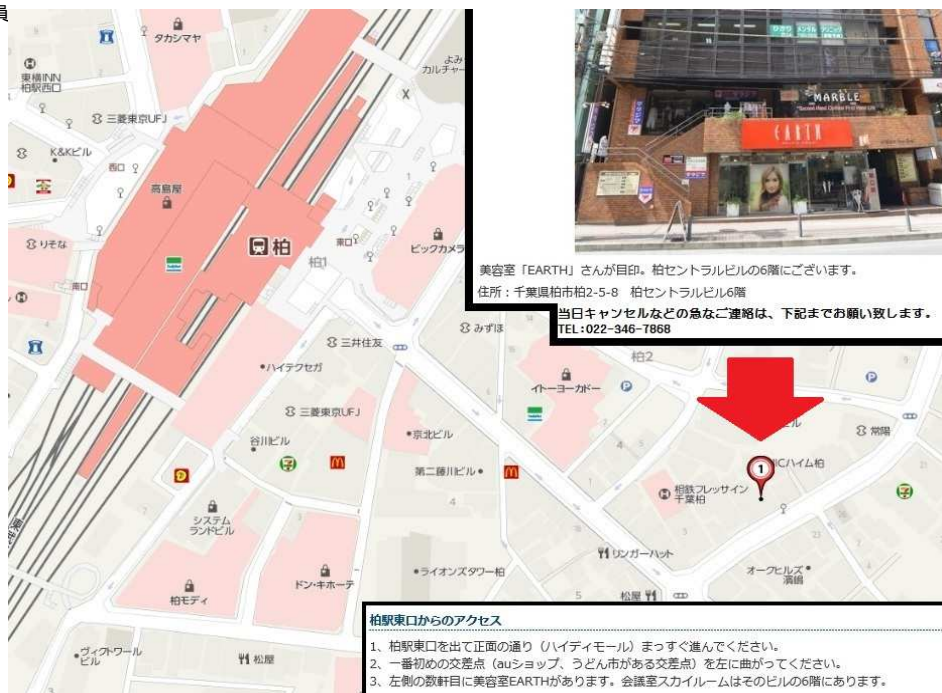 員
タカシマヤ
東横INN
柏駅西口
三菱東京UFJ
K&Kビル
西口
高島屋
りそな
南口
柏
柏1
東口
ビックカメラ
よみ
カルチャー
MARBLE
EARTH
美容室「EARTH」さんが目印。柏セントラルビルの6階にございます。
住所：千葉県柏市柏2-5-8　柏セントラルビル6階
当日キャンセルなどの急なご連絡は、下記までお願い致します。
TEL:022-346-7868
みずほ
三井住友
ハイテクセガ
三菱東京UFJ
谷川ビル
京北ビル
第二藤川ビル
イトーヨーカドー
柏2
P
P
ビル
常陽
1
Cハイム柏
相鉄フレッサイン
千葉柏
システム
ランドビル
柏モディ
ドン・キホーテ
ライオンズタワー柏
リンガーハット
オークヒルズ
松屋
ヴィクトワール
ビル
松屋
柏駅東口からのアクセス
1、柏駅東口を出て正面の通り（ハイディモール）まっすぐ進んでください。
2、一番初めの交差点（auショップ、うどん市がある交差点）を左に曲がってください。
3、左側の数軒目に美容室EARTHがあります。会議室スカイルームはそのビルの6階にあります。